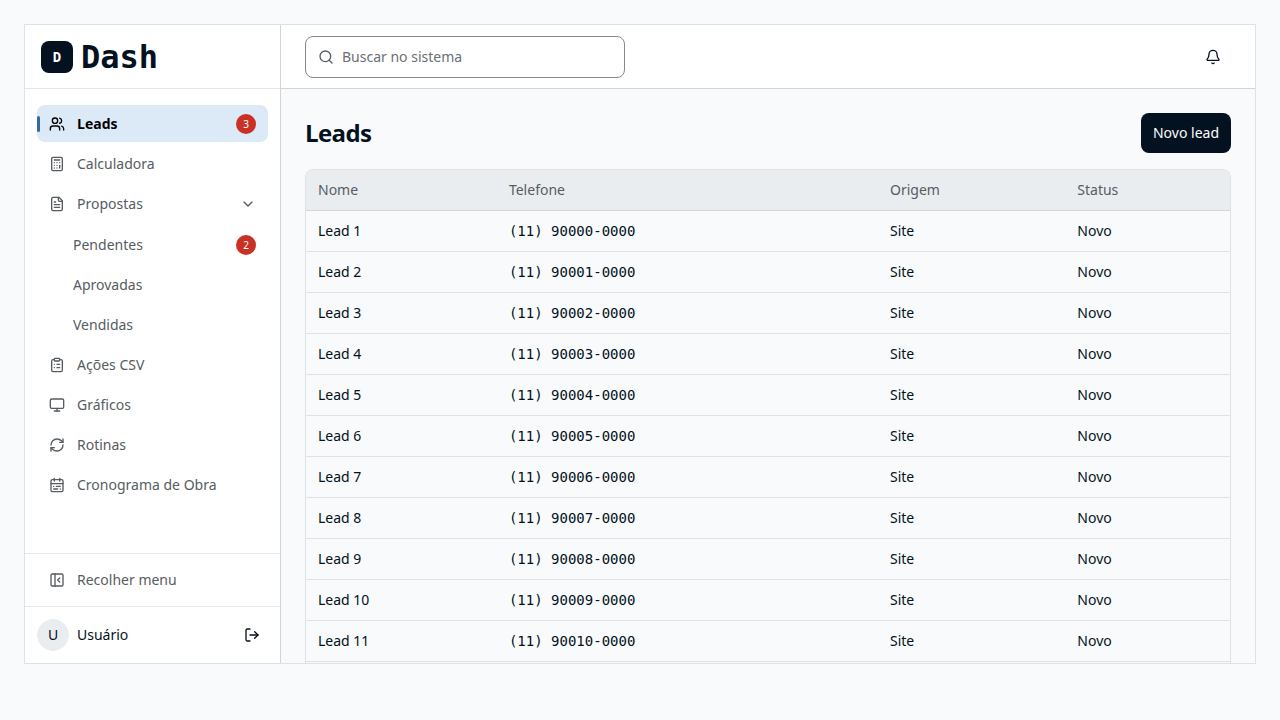 D Dash
Buscar no sistema
Leads 3
Calculadora
Propostas
Pendentes 2
Aprovadas
Vendidas
Ações CSV
Gráficos
Rotinas
Cronograma de Obra
Recolher menu
U Usuário
Leads
Novo lead
Nome Telefone Origem Status
Lead 1 (11) 90000-0000 Site Novo
Lead 2 (11) 90001-0000 Site Novo
Lead 3 (11) 90002-0000 Site Novo
Lead 4 (11) 90003-0000 Site Novo
Lead 5 (11) 90004-0000 Site Novo
Lead 6 (11) 90005-0000 Site Novo
Lead 7 (11) 90006-0000 Site Novo
Lead 8 (11) 90007-0000 Site Novo
Lead 9 (11) 90008-0000 Site Novo
Lead 10 (11) 90009-0000 Site Novo
Lead 11 (11) 90010-0000 Site Novo